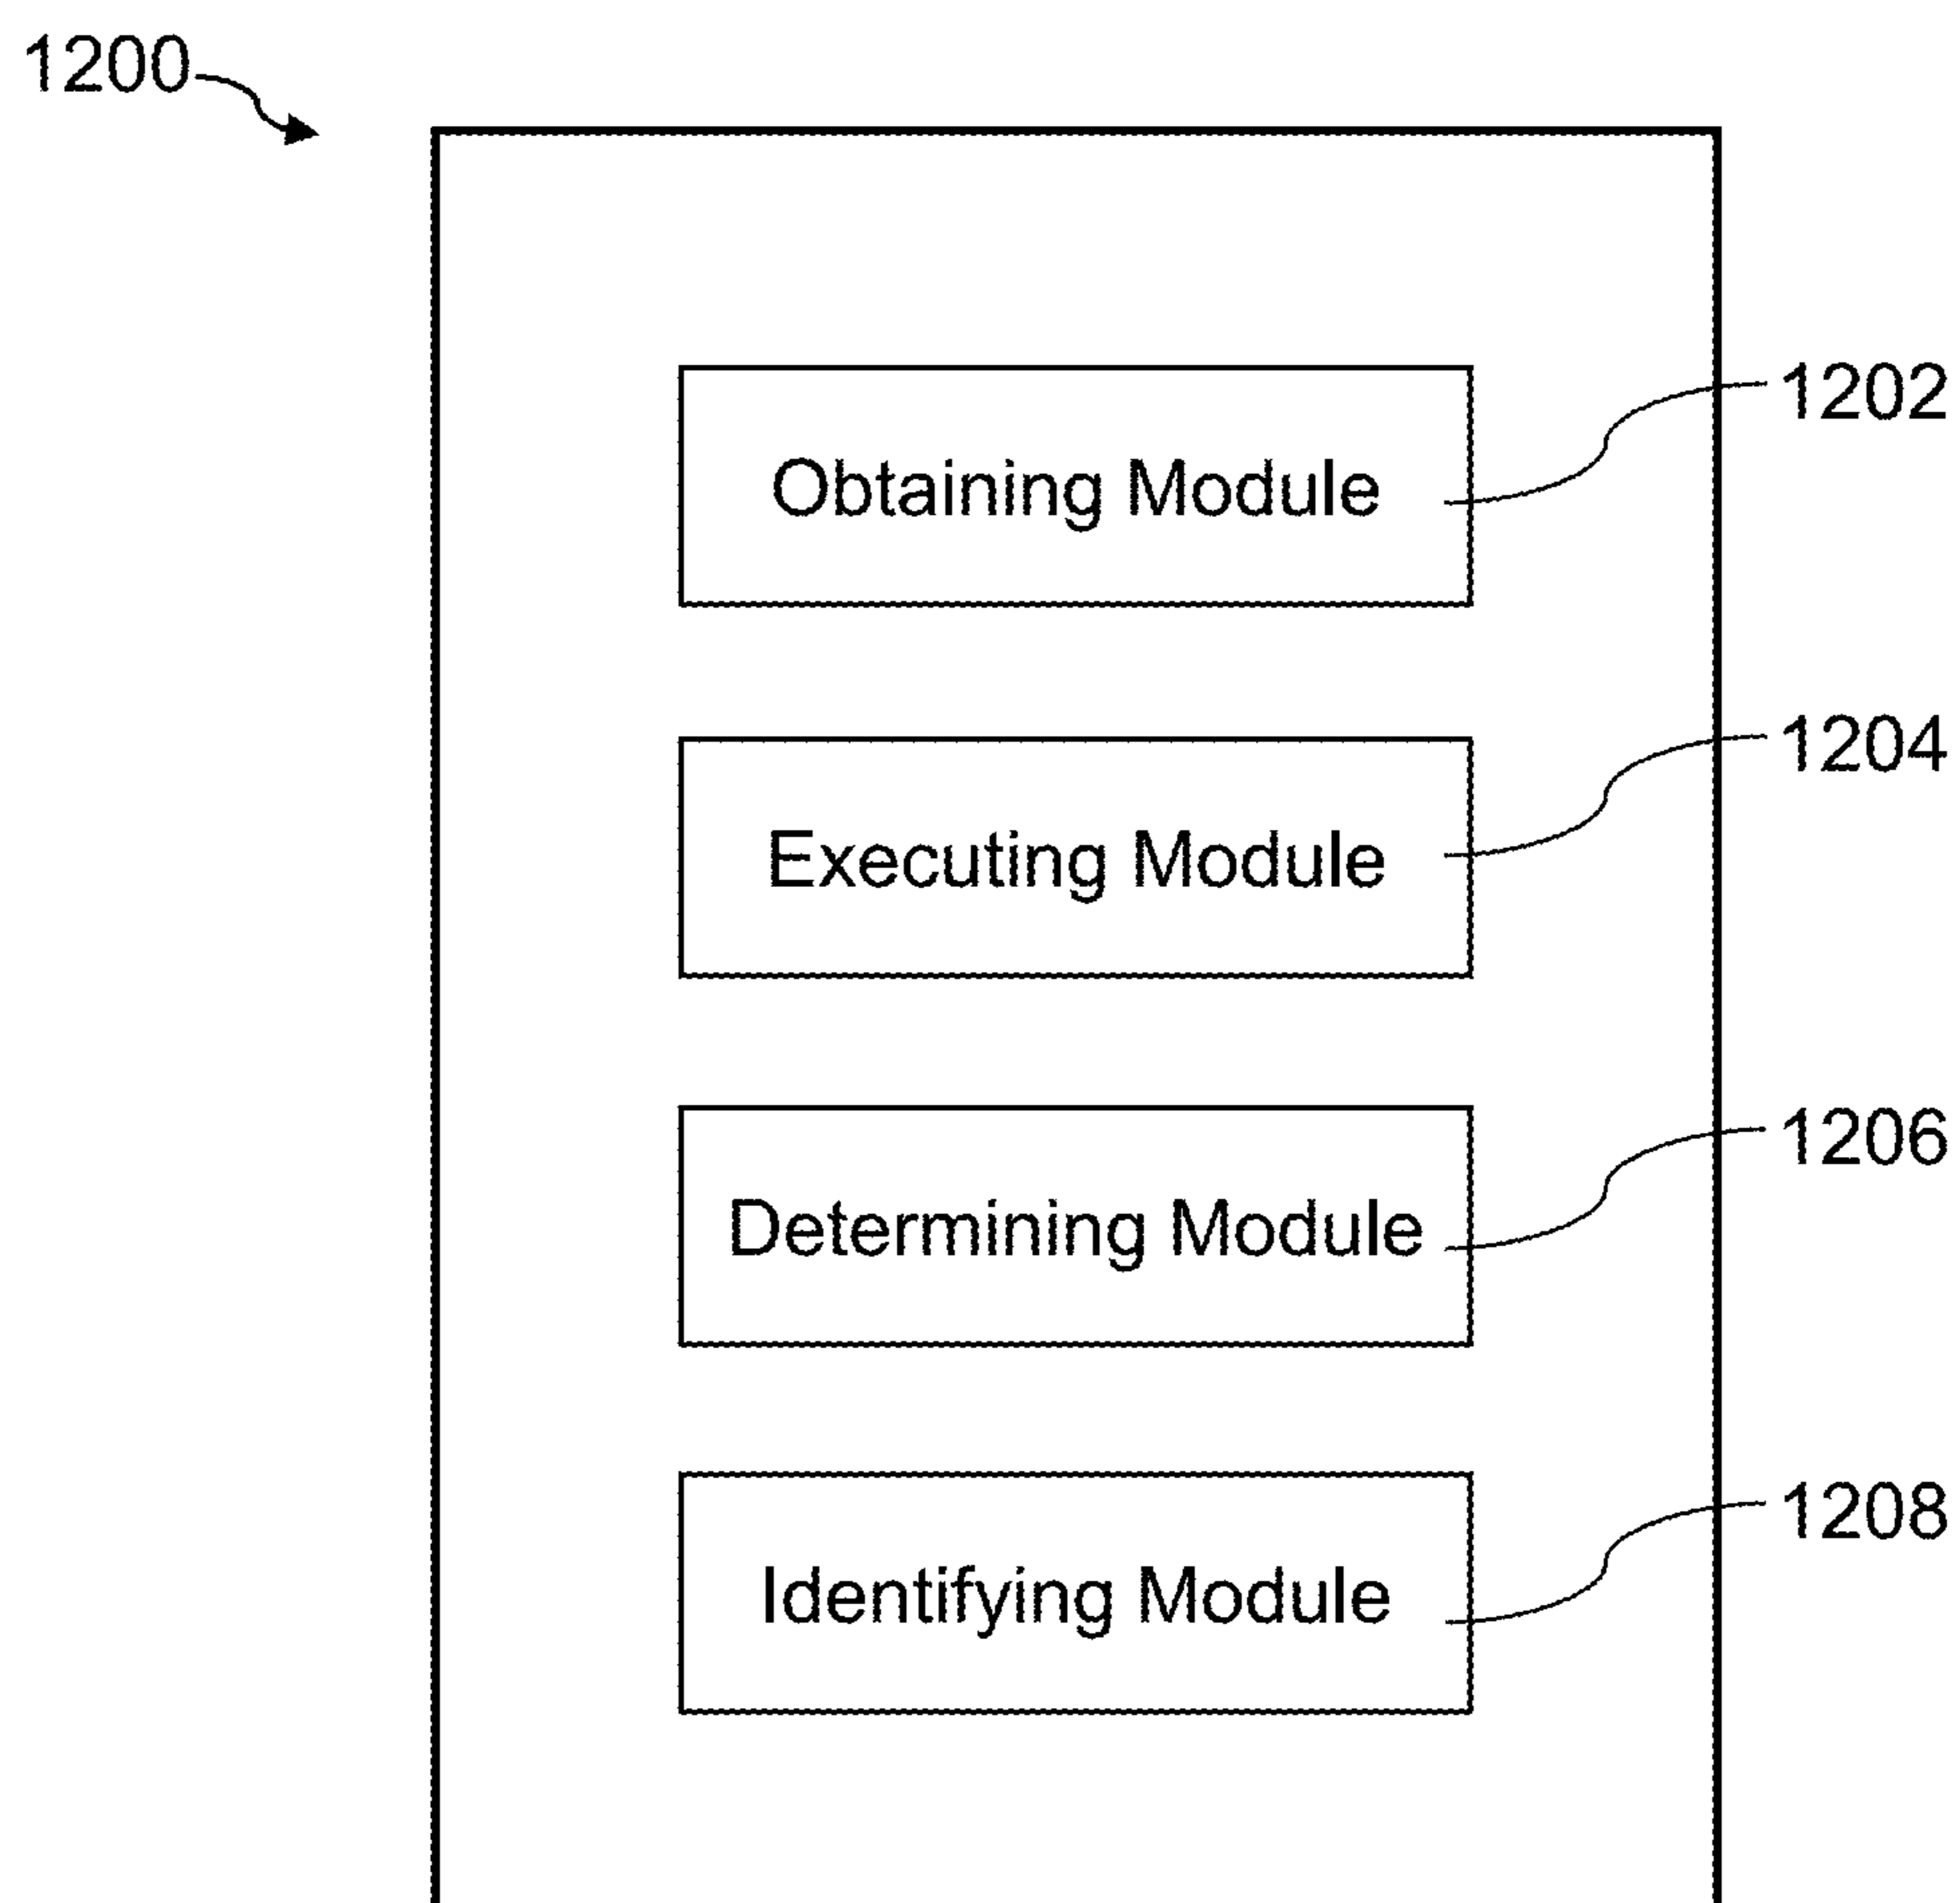 1200
Obtaining Module
1202
Executing Module
1204
Determining Module
1206
Identifying Module
1208